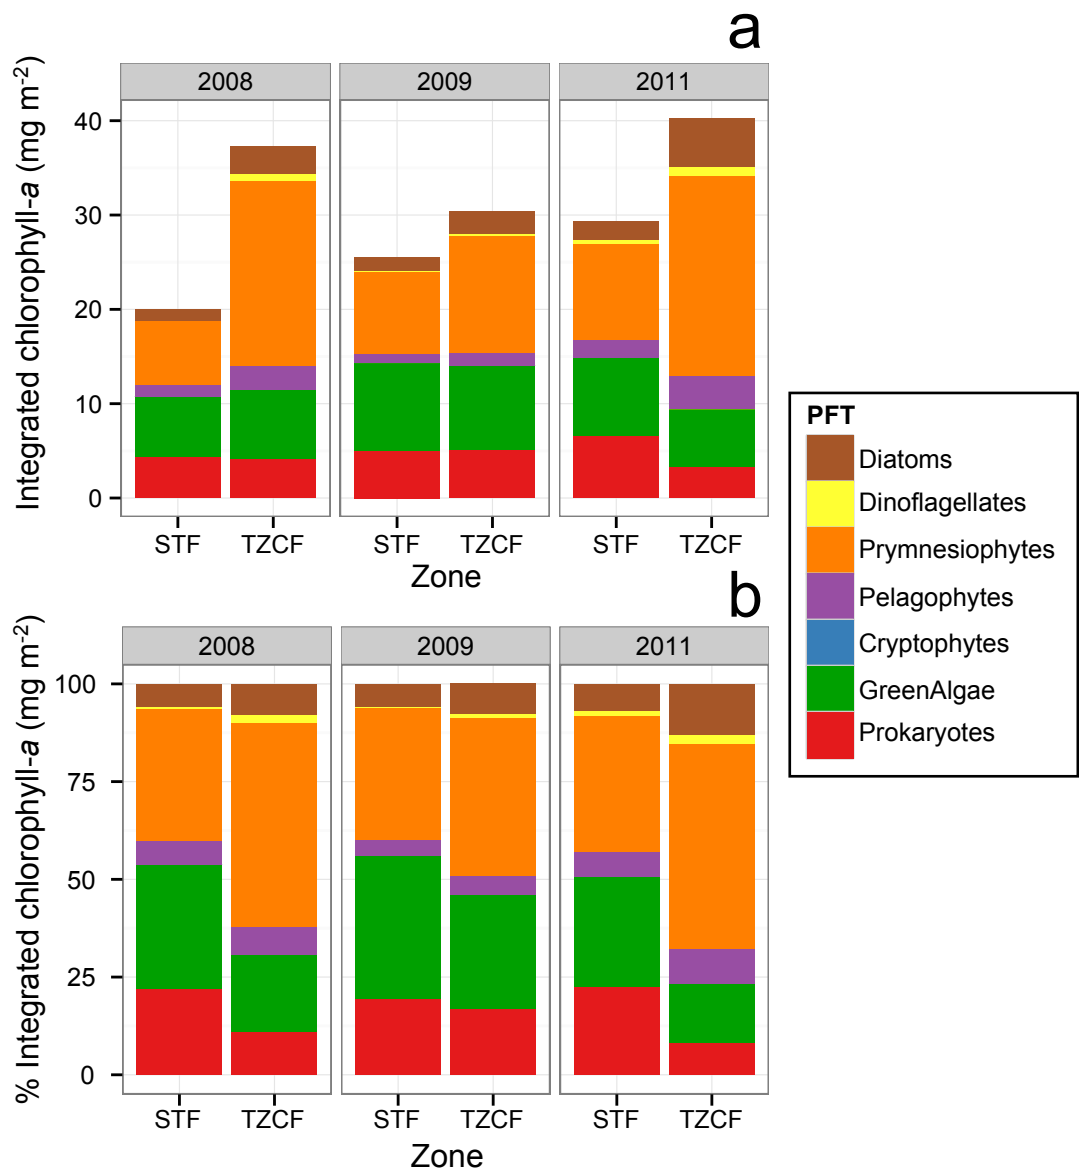 a
2008 2009 2011
Integrated chlorophyll-a (mg m-2)
40
30
20
10
0
STF TZCF STF TZCF STF TZCF
Zone
PFT
Diatoms
Dinoflagellates
Prymnesiophytes
Pelagophytes
Cryptophytes
GreenAlgae
Prokaryotes
b
2008 2009 2011
% Integrated chlorophyll-a (mg m-2)
100
75
50
25
0
STF TZCF STF TZCF STF TZCF
Zone